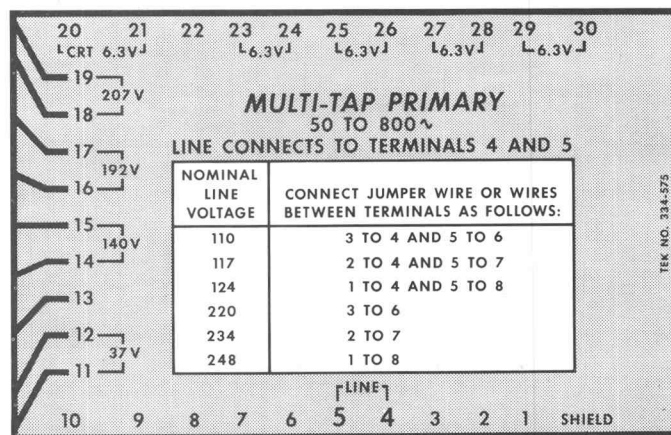 20 21 22 23 24 25 26 27 28 29 30
CRT 6.3V 6.3V 6.3V 6.3V 6.3V
19
207 V
18
MULTI-TAP PRIMARY
50 TO 800~
LINE CONNECTS TO TERMINALS 4 AND 5
17
192V
16
15
140 V
14
13
12
37 V
11
NOMINAL LINE VOLTAGE
CONNECT JUMPER WIRE OR WIRES
BETWEEN TERMINALS AS FOLLOWS:
110 3 TO 4 AND 5 TO 6
117 2 TO 4 AND 5 TO 7
124 1 TO 4 AND 5 TO 8
220 3 TO 6
234 2 TO 7
248 1 TO 8
LINE
10 9 8 7 6 5 4 3 2 1 SHIELD
TEK NO. 334-575